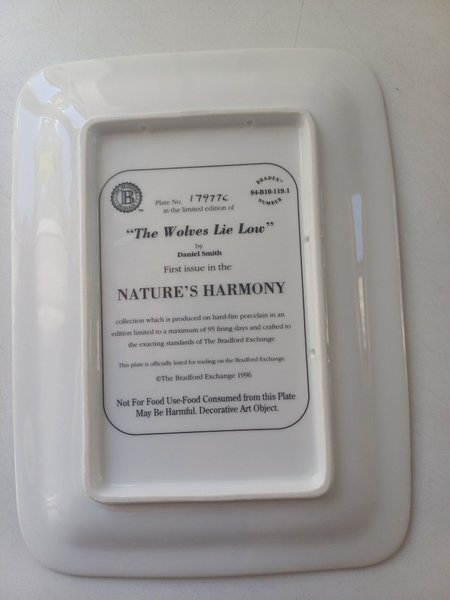 B
Plate No. 17977C
in the limited edition of
BRADEX™
84-B10-119.1
NUMBER
"The Wolves Lie Low"
by
Daniel Smith
First issue in the
NATURE'S HARMONY
collection which is produced on hard-fire porcelain in an
edition limited to a maximum of 95 firing days and crafted to
the exacting standards of The Bradford Exchange.
This plate is officially listed for trading on the Bradford Exchange.
©The Bradford Exchange 1996
Not For Food Use-Food Consumed from this Plate
May Be Harmful. Decorative Art Object.